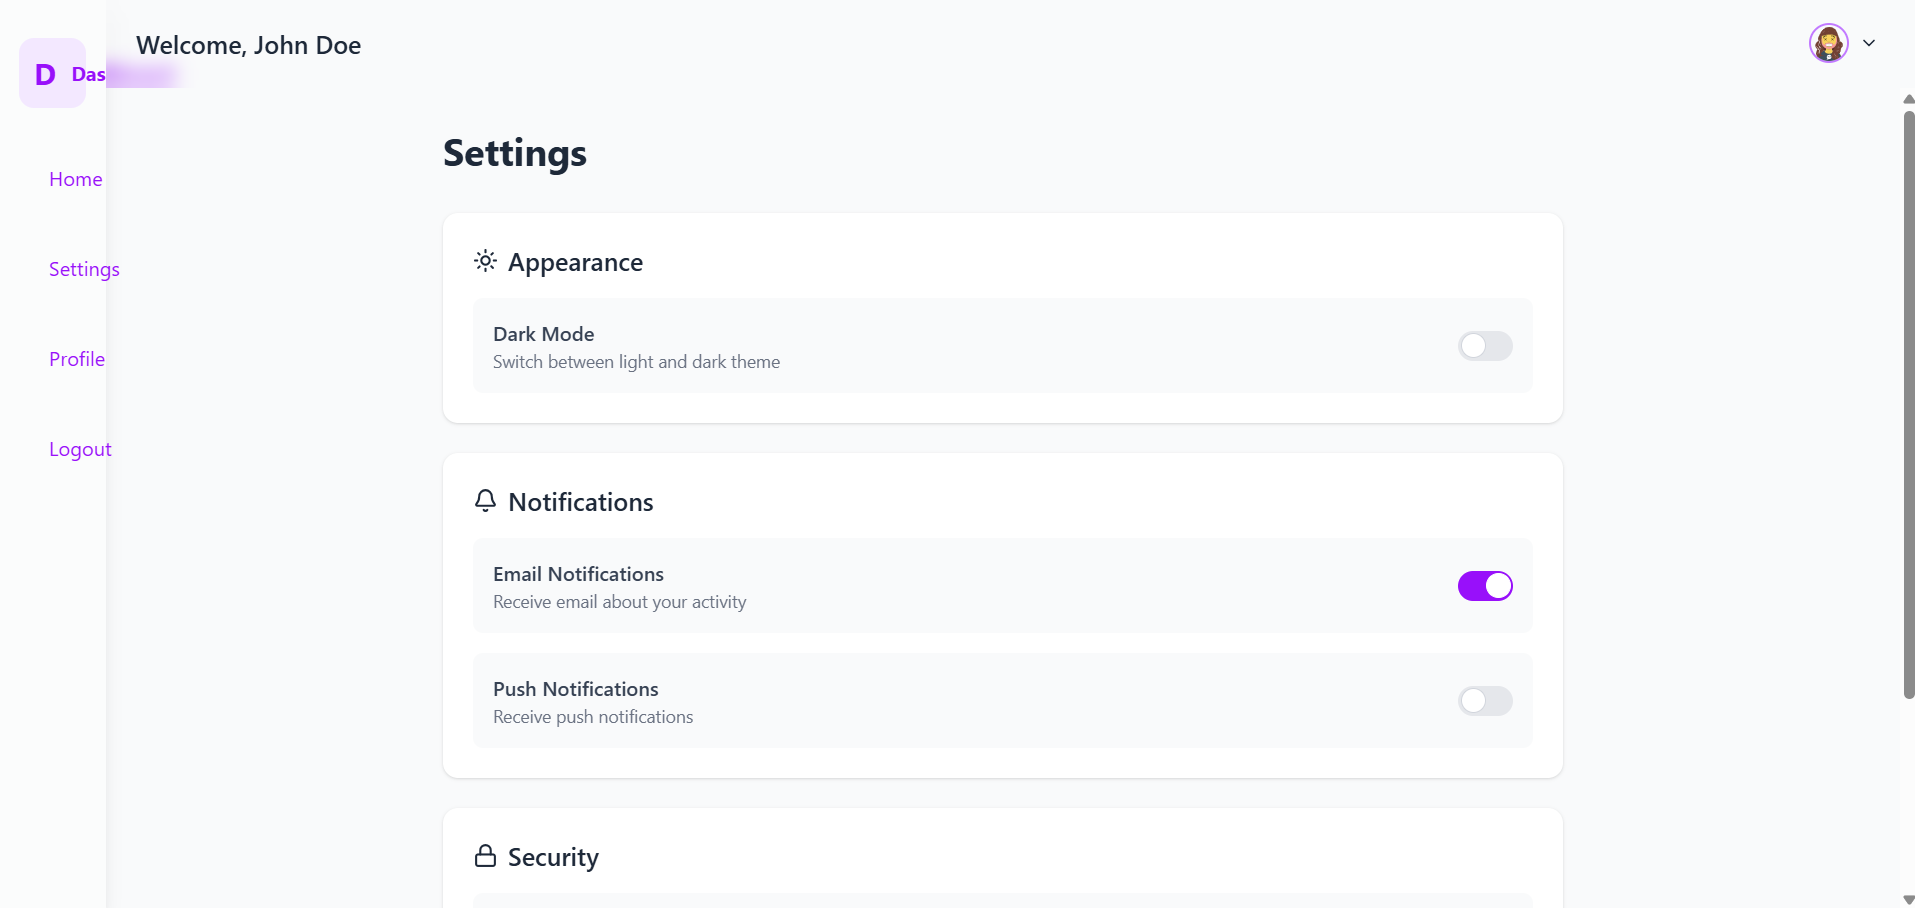 Welcome, John Doe
D Das
Home
Settings
Profile
Logout
Settings
Appearance
Dark Mode
Switch between light and dark theme
Notifications
Email Notifications
Receive email about your activity
Push Notifications
Receive push notifications
Security